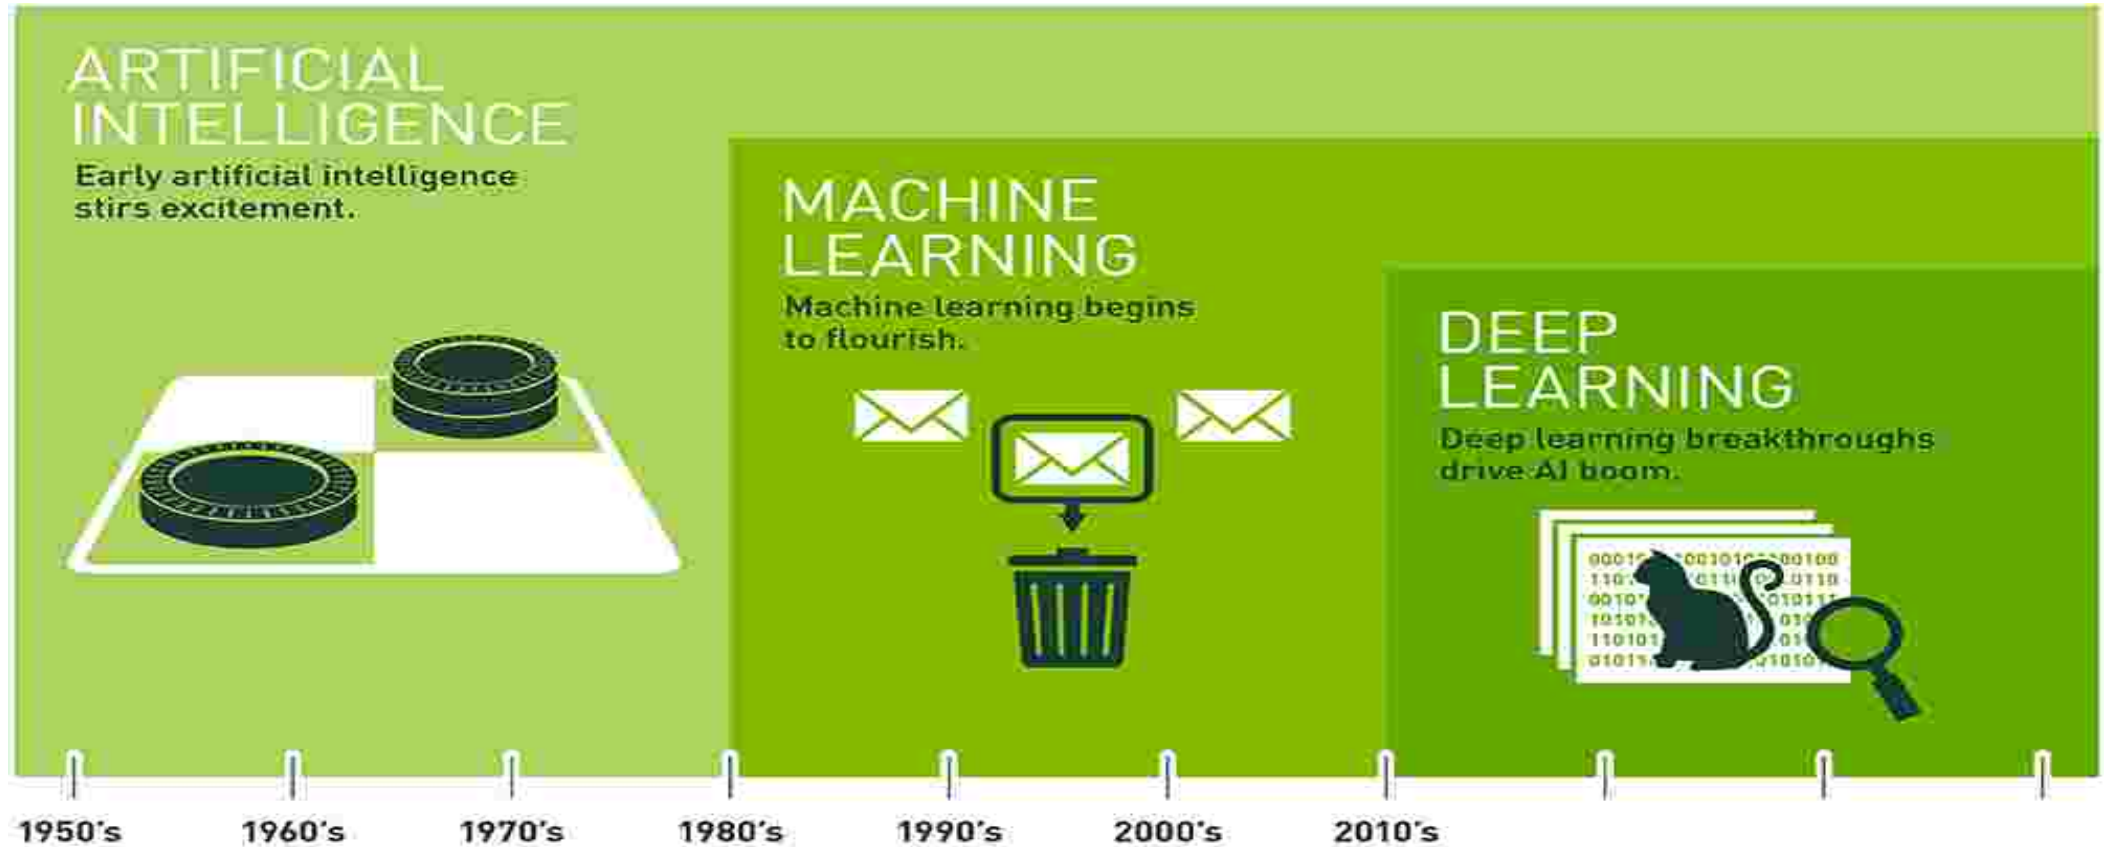 ARTIFICIAL
INTELLIGENCE
Early artificial intelligence
stirs excitement.
MACHINE
LEARNING
Machine learning begins
to flourish.
DEEP
LEARNING
Deep learning breakthroughs
drive AI boom.
1950's 1960's 1970's 1980's 1990's 2000's 2010's